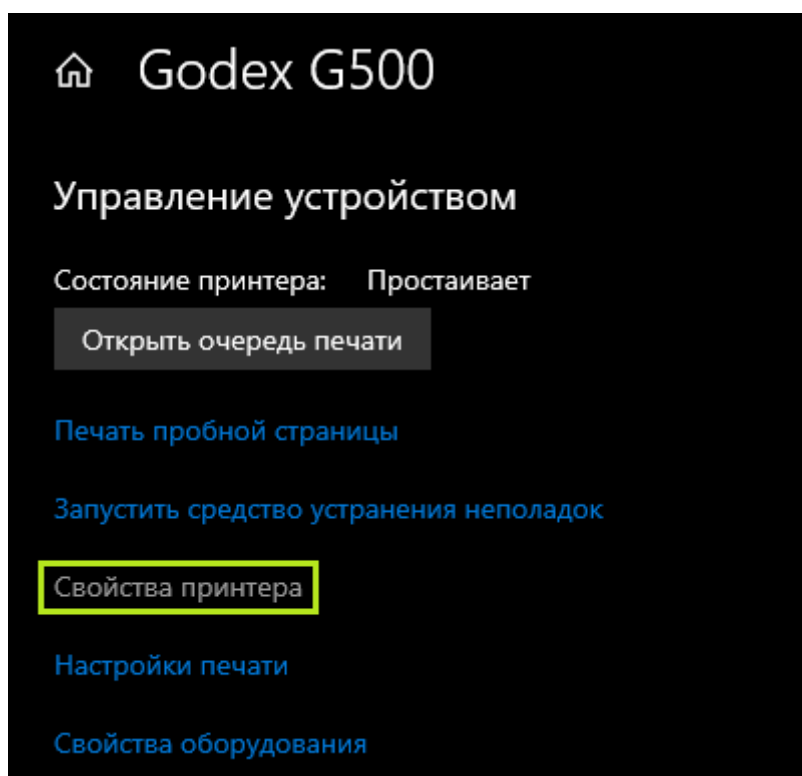 Godex G500
Управление устройством
Состояние принтера: Простаивает
Открыть очередь печати
Печать пробной страницы
Запустить средство устранения неполадок
Свойства принтера
Настройки печати
Свойства оборудования